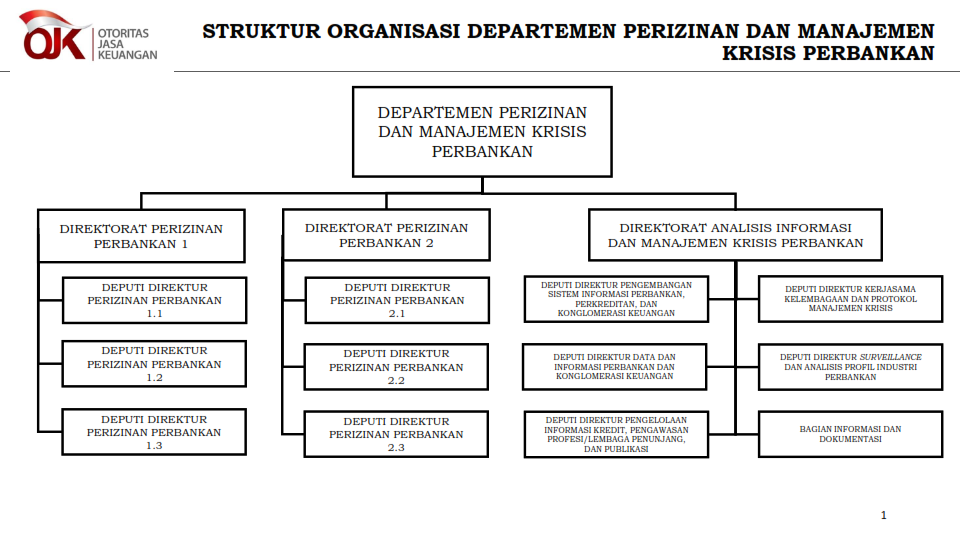 OJK
OTORITAS
JASA
KEUANGAN
STRUKTUR ORGANISASI DEPARTEMEN PERIZINAN DAN MANAJEMEN
KRISIS PERBANKAN
DEPARTEMEN PERIZINAN
DAN MANAJEMEN KRISIS
PERBANKAN
DIREKTORAT PERIZINAN
PERBANKAN 1
DEPUTI DIREKTUR
PERIZINAN PERBANKAN
1.1
DEPUTI DIREKTUR
PERIZINAN PERBANKAN
1.2
DEPUTI DIREKTUR
PERIZINAN PERBANKAN
1.3
DIREKTORAT PERIZINAN
PERBANKAN 2
DEPUTI DIREKTUR
PERIZINAN PERBANKAN
2.1
DEPUTI DIREKTUR
PERIZINAN PERBANKAN
2.2
DEPUTI DIREKTUR
PERIZINAN PERBANKAN
2.3
DIREKTORAT ANALISIS INFORMASI
DAN MANAJEMEN KRISIS PERBANKAN
DEPUTI DIREKTUR PENGEMBANGAN
SISTEM INFORMASI PERBANKAN,
PERKREDITAN, DAN
KONGLOMERASI KEUANGAN
DEPUTI DIREKTUR DATA DAN
INFORMASI PERBANKAN DAN
KONGLOMERASI KEUANGAN
DEPUTI DIREKTUR PENGELOLAAN
INFORMASI KREDIT, PENGAWASAN
PROFESI/LEMBAGA PENUNJANG,
DAN PUBLIKASI
DEPUTI DIREKTUR KERJASAMA
KELEMBAGAAN DAN PROTOKOL
MANAJEMEN KRISIS
DEPUTI DIREKTUR SURVEILLANCE
DAN ANALISIS PROFIL INDUSTRI
PERBANKAN
BAGIAN INFORMASI DAN
DOKUMENTASI
1